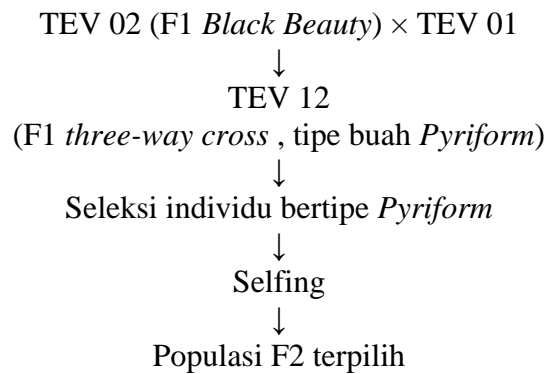 TEV 02 (F1 Black Beauty) × TEV 01
↓
TEV 12
(F1 three-way cross , tipe buah Pyriform)
↓
Seleksi individu bertipe Pyriform
↓
Selfing
↓
Populasi F2 terpilih